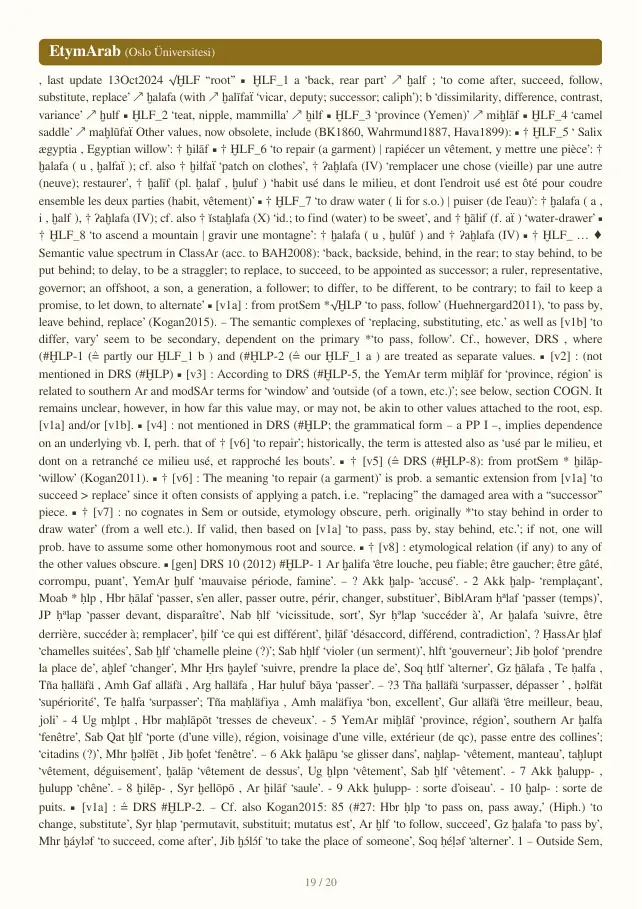 EtymArab (Oslo Üniversitesi)
, last update 13Oct2024 √ḪLF “root” ▪ ḪLF_1 a ‘back, rear part’ ↗ ḫalf ; ‘to come after, succeed, follow,
substitute, replace’ ↗ ḫalafa (with ↗ ḫalīfaẗ ‘vicar, deputy; successor; caliph’); b ‘dissimilarity, difference, contrast,
variance’ ↗ ḫulf ▪ ḪLF_2 ‘teat, nipple, mammilla’ ↗ ḫilf ▪ ḪLF_3 ‘province (Yemen)’ ↗ miḫlāf ▪ ḪLF_4 ‘camel
saddle’ ↗ maḫlūfaẗ Other values, now obsolete, include (BK1860, Wahrmund1887, Hava1899): ▪ † ḪLF_5 ‘ Salix
ægyptia , Egyptian willow’: † ḫilāf ▪ † ḪLF_6 ‘to repair (a garment) | rapiécer un vêtement, y mettre une pièce’: †
ḫalafa ( u , ḫalfaẗ ); cf. also † ḫilfaẗ ‘patch on clothes’, † ʔaḫlafa (IV) ‘remplacer une chose (vieille) par une autre
(neuve); restaurer’, † ḫalīf (pl. ḫalaf , ḫuluf ) ‘habit usé dans le milieu, et dont l’endroit usé est ôté pour coudre
ensemble les deux parties (habit, vêtement)’ ▪ † ḪLF_7 ‘to draw water ( li for s.o.) | puiser (de l’eau)’: † ḫalafa ( a ,
i , ḫalf ), † ʔaḫlafa (IV); cf. also † ĭstaḫlafa (X) ‘id.; to find (water) to be sweet’, and † ḫālif (f. aẗ ) ‘water-drawer’ ▪
† ḪLF_8 ‘to ascend a mountain | gravir une montagne’: † ḫalafa ( u , ḫulūf ) and † ʔaḫlafa (IV) ▪ † ḪLF_ … ♦
Semantic value spectrum in ClassAr (acc. to BAH2008): ‘back, backside, behind, in the rear; to stay behind, to be
put behind; to delay, to be a straggler; to replace, to succeed, to be appointed as successor; a ruler, representative,
governor; an offshoot, a son, a generation, a follower; to differ, to be different, to be contrary; to fail to keep a
promise, to let down, to alternate’ ▪ [v1a] : from protSem *√ḪLP ‘to pass, follow’ (Huehnergard2011), ‘to pass by,
leave behind, replace’ (Kogan2015). – The semantic complexes of ‘replacing, substituting, etc.’ as well as [v1b] ‘to
differ, vary’ seem to be secondary, dependent on the primary *‘to pass, follow’. Cf., however, DRS , where
(#ḪLP-1 (≙ partly our ḪLF_1 b ) and (#ḪLP-2 (≙ our ḪLF_1 a ) are treated as separate values. ▪ [v2] : (not
mentioned in DRS (#ḪLP) ▪ [v3] : According to DRS (#ḪLP-5, the YemAr term miḫlāf for ‘province, région’ is
related to southern Ar and modSAr terms for ‘window’ and ‘outside (of a town, etc.)’; see below, section COGN. It
remains unclear, however, in how far this value may, or may not, be akin to other values attached to the root, esp.
[v1a] and/or [v1b]. ▪ [v4] : not mentioned in DRS (#ḪLP; the grammatical form – a PP I –, implies dependence
on an underlying vb. I, perh. that of † [v6] ‘to repair’; historically, the term is attested also as ‘usé par le milieu, et
dont on a retranché ce milieu usé, et rapproché les bouts’. ▪ † [v5] (≙ DRS (#ḪLP-8): from protSem * ḫilāp-
‘willow’ (Kogan2011). ▪ † [v6] : The meaning ‘to repair (a garment)’ is prob. a semantic extension from [v1a] ‘to
succeed > replace’ since it often consists of applying a patch, i.e. “replacing” the damaged area with a “successor”
piece. ▪ † [v7] : no cognates in Sem or outside, etymology obscure, perh. originally *‘to stay behind in order to
draw water’ (from a well etc.). If valid, then based on [v1a] ‘to pass, pass by, stay behind, etc.’; if not, one will
prob. have to assume some other homonymous root and source. ▪ † [v8] : etymological relation (if any) to any of
the other values obscure. ▪ [gen] DRS 10 (2012) #ḪLP- 1 Ar ḫalifa ‘être louche, peu fiable; être gaucher; être gâté,
corrompu, puant’, YemAr ḫulf ‘mauvaise période, famine’. – ? Akk ḫalp- ‘accusé’. - 2 Akk ḫalp- ‘remplaçant’,
Moab * ḥlp , Hbr ḥālaf ‘passer, s’en aller, passer outre, périr, changer, substituer’, BiblAram ḥᵃlaf ‘passer (temps)’,
JP ḥᵃlap ‘passer devant, disparaître’, Nab ḥlf ‘vicissitude, sort’, Syr ḥᵃlap ‘succéder à’, Ar ḫalafa ‘suivre, être
derrière, succéder à; remplacer’, ḫilf ‘ce qui est différent’, ḫilāf ‘désaccord, différend, contradiction’, ? ḤassAr ḫləf
‘chamelles suitées’, Sab ḫlf ‘chamelle pleine (?)’; Sab hḫlf ‘violer (un serment)’, hlft ‘gouverneur’; Jib ḫolof ‘prendre
la place de’, aḫlef ‘changer’, Mhr Ḥrs ḫaylef ‘suivre, prendre la place de’, Soq ḥtlf ‘alterner’, Gz ḫālafa , Te ḥalfa ,
Tña ḥalläfä , Amh Gaf alläfä , Arg halläfa , Har ḥuluf bāya ‘passer’. – ?3 Tña ḥalläfä ‘surpasser, dépasser ’ , ḥəlfät
‘supériorité’, Te ḥalfa ‘surpasser’; Tña maḥläfiya , Amh maläfiya ‘bon, excellent’, Gur alläfä ‘être meilleur, beau,
joli’ - 4 Ug mḫlpt , Hbr maḥlāpōt ‘tresses de cheveux’. - 5 YemAr miḫlāf ‘province, région’, southern Ar ḫalfa
‘fenêtre’, Sab Qat ḫlf ‘porte (d’une ville), région, voisinage d’une ville, extérieur (de qc), passe entre des collines’;
‘citadins (?)’, Mhr ḫəlfēt , Jib ḫofet ‘fenêtre’. – 6 Akk ḫalāpu ‘se glisser dans’, naḫlap- ‘vêtement, manteau’, taḫlupt
‘vêtement, déguisement’, ḫalāp ‘vêtement de dessus’, Ug ḫlpn ‘vêtement’, Sab ḫlf ‘vêtement’. - 7 Akk ḫalupp- ,
ḫulupp ‘chêne’. - 8 ḫilēp- , Syr ḥellōpō , Ar ḫilāf ‘saule’. - 9 Akk ḫulupp- : sorte d’oiseau’. - 10 ḫalp- : sorte de
puits. ▪ [v1a] : ≙ DRS #ḪLP-2. – Cf. also Kogan2015: 85 (#27: Hbr ḥlp ‘to pass on, pass away,’ (Hiph.) ‘to
change, substitute’, Syr ḥlap ‘permutavit, substituit; mutatus est’, Ar ḫlf ‘to follow, succeed’, Gz ḫalafa ‘to pass by’,
Mhr ḫáyləf ‘to succeed, come after’, Jib ḫɔ́lɔ́f ‘to take the place of someone’, Soq ḥéḷəf ‘alterner’. 1 – Outside Sem,
19 / 20